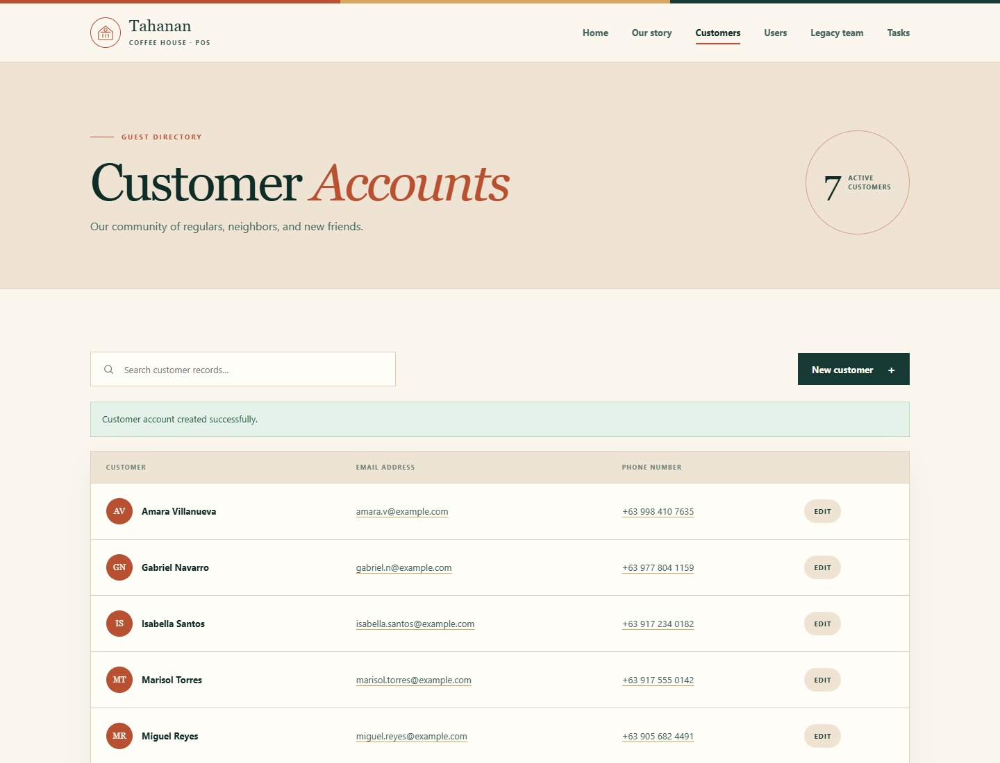 Tahanan
COFFEE HOUSE · POS
Home Our story Customers Users Legacy team Tasks
GUEST DIRECTORY
Customer Accounts
Our community of regulars, neighbors, and new friends.
7 ACTIVE CUSTOMERS
Search customer records...
New customer +
Customer account created successfully.
CUSTOMER EMAIL ADDRESS PHONE NUMBER
AV Amara Villanueva amara.v@example.com +63 998 410 7635 EDIT
GN Gabriel Navarro gabriel.n@example.com +63 977 804 1159 EDIT
IS Isabella Santos isabella.santos@example.com +63 917 234 0182 EDIT
MT Marisol Torres marisol.torres@example.com +63 917 555 0142 EDIT
MR Miguel Reyes miguel.reyes@example.com +63 905 682 4491 EDIT